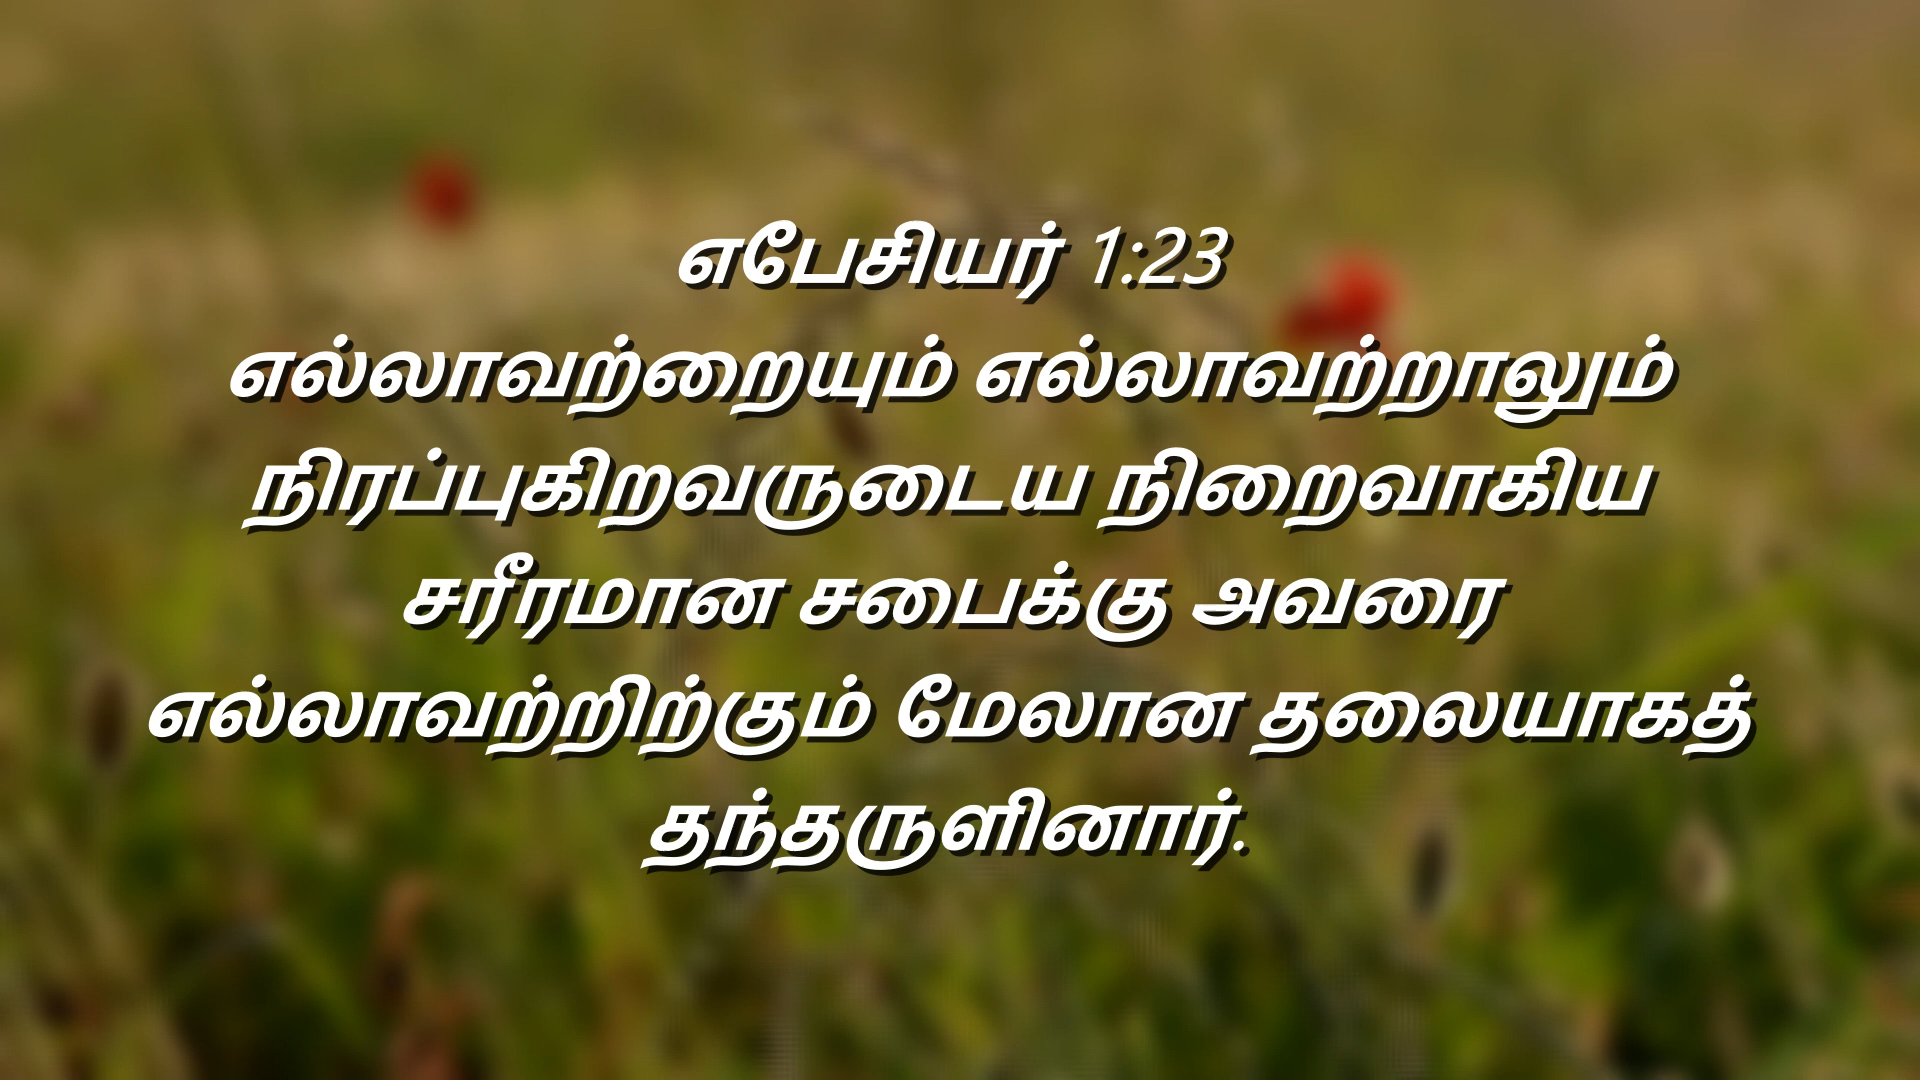 எபேசியர் 1:23
எல்லாவற்றையும் எல்லாவற்றாலும்
நிரப்புகிறவருடைய நிறைவாகிய
சரீரமான சபைக்கு அவரை
எல்லாவற்றிற்கும் மேலான தலையாகத்
தந்தருளினார்.